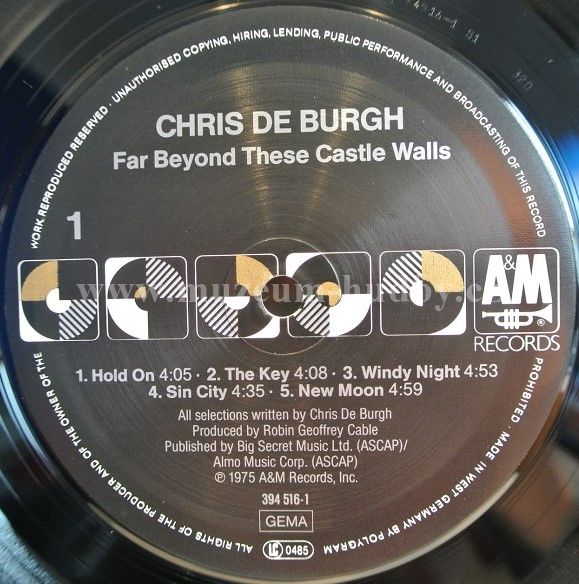 WORK REPRODUCED RESERVED · UNAUTHORISED COPYING, HIRING, LENDING, PUBLIC PERFORMANCE AND BROADCASTING OF THIS RECORD
CHRIS DE BURGH
Far Beyond These Castle Walls
1
A&M
®
RECORDS
1. Hold On 4:05 · 2. The Key 4:08 · 3. Windy Night 4:53
4. Sin City 4:35 · 5. New Moon 4:59
All selections written by Chris De Burgh
Produced by Robin Geoffrey Cable
Published by Big Secret Music Ltd. (ASCAP)/
Almo Music Corp. (ASCAP)
℗ 1975 A&M Records, Inc.
394 516-1
GEMA
LC 0485
PROHIBITED · MADE IN WEST GERMANY BY POLYGRAM
ALL RIGHTS OF THE PRODUCER AND OF THE OWNER OF THE
320